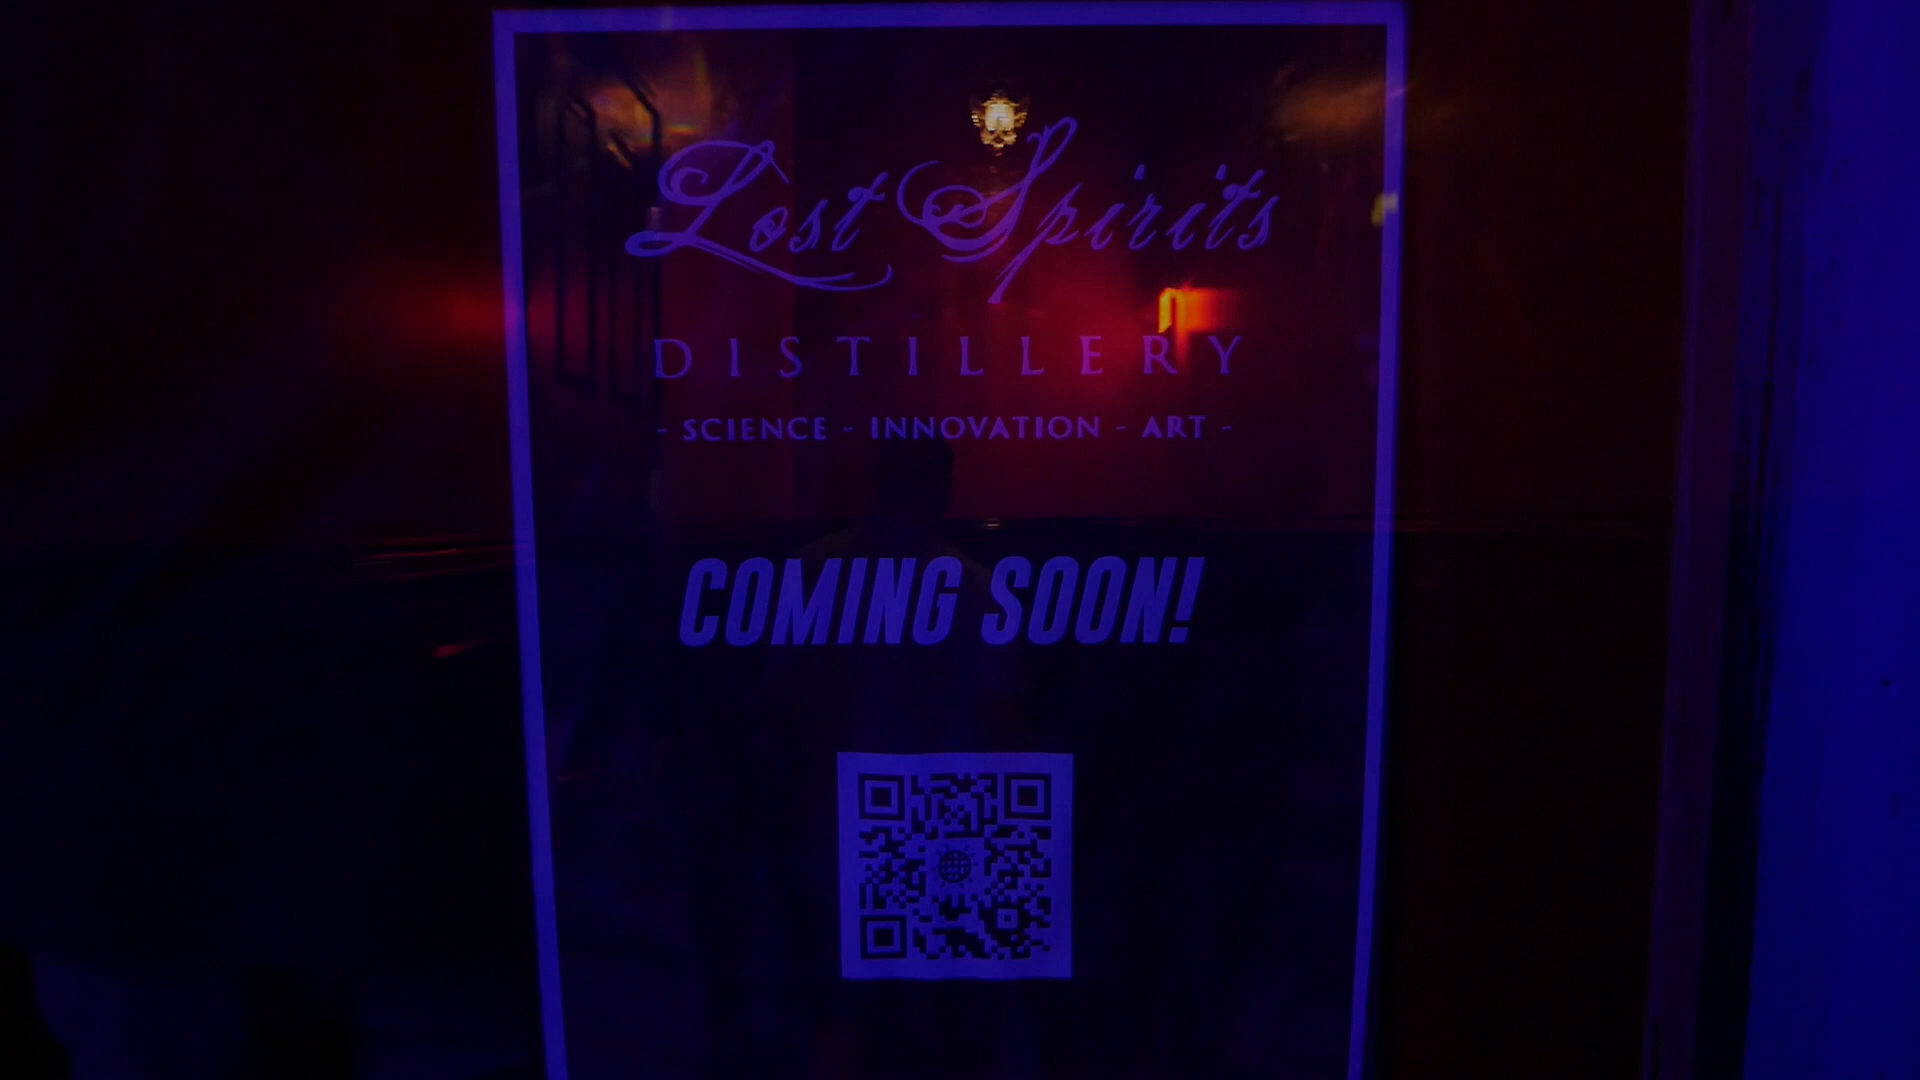 Lost Spirits
DISTILLERY
- SCIENCE - INNOVATION - ART -
COMING SOON!